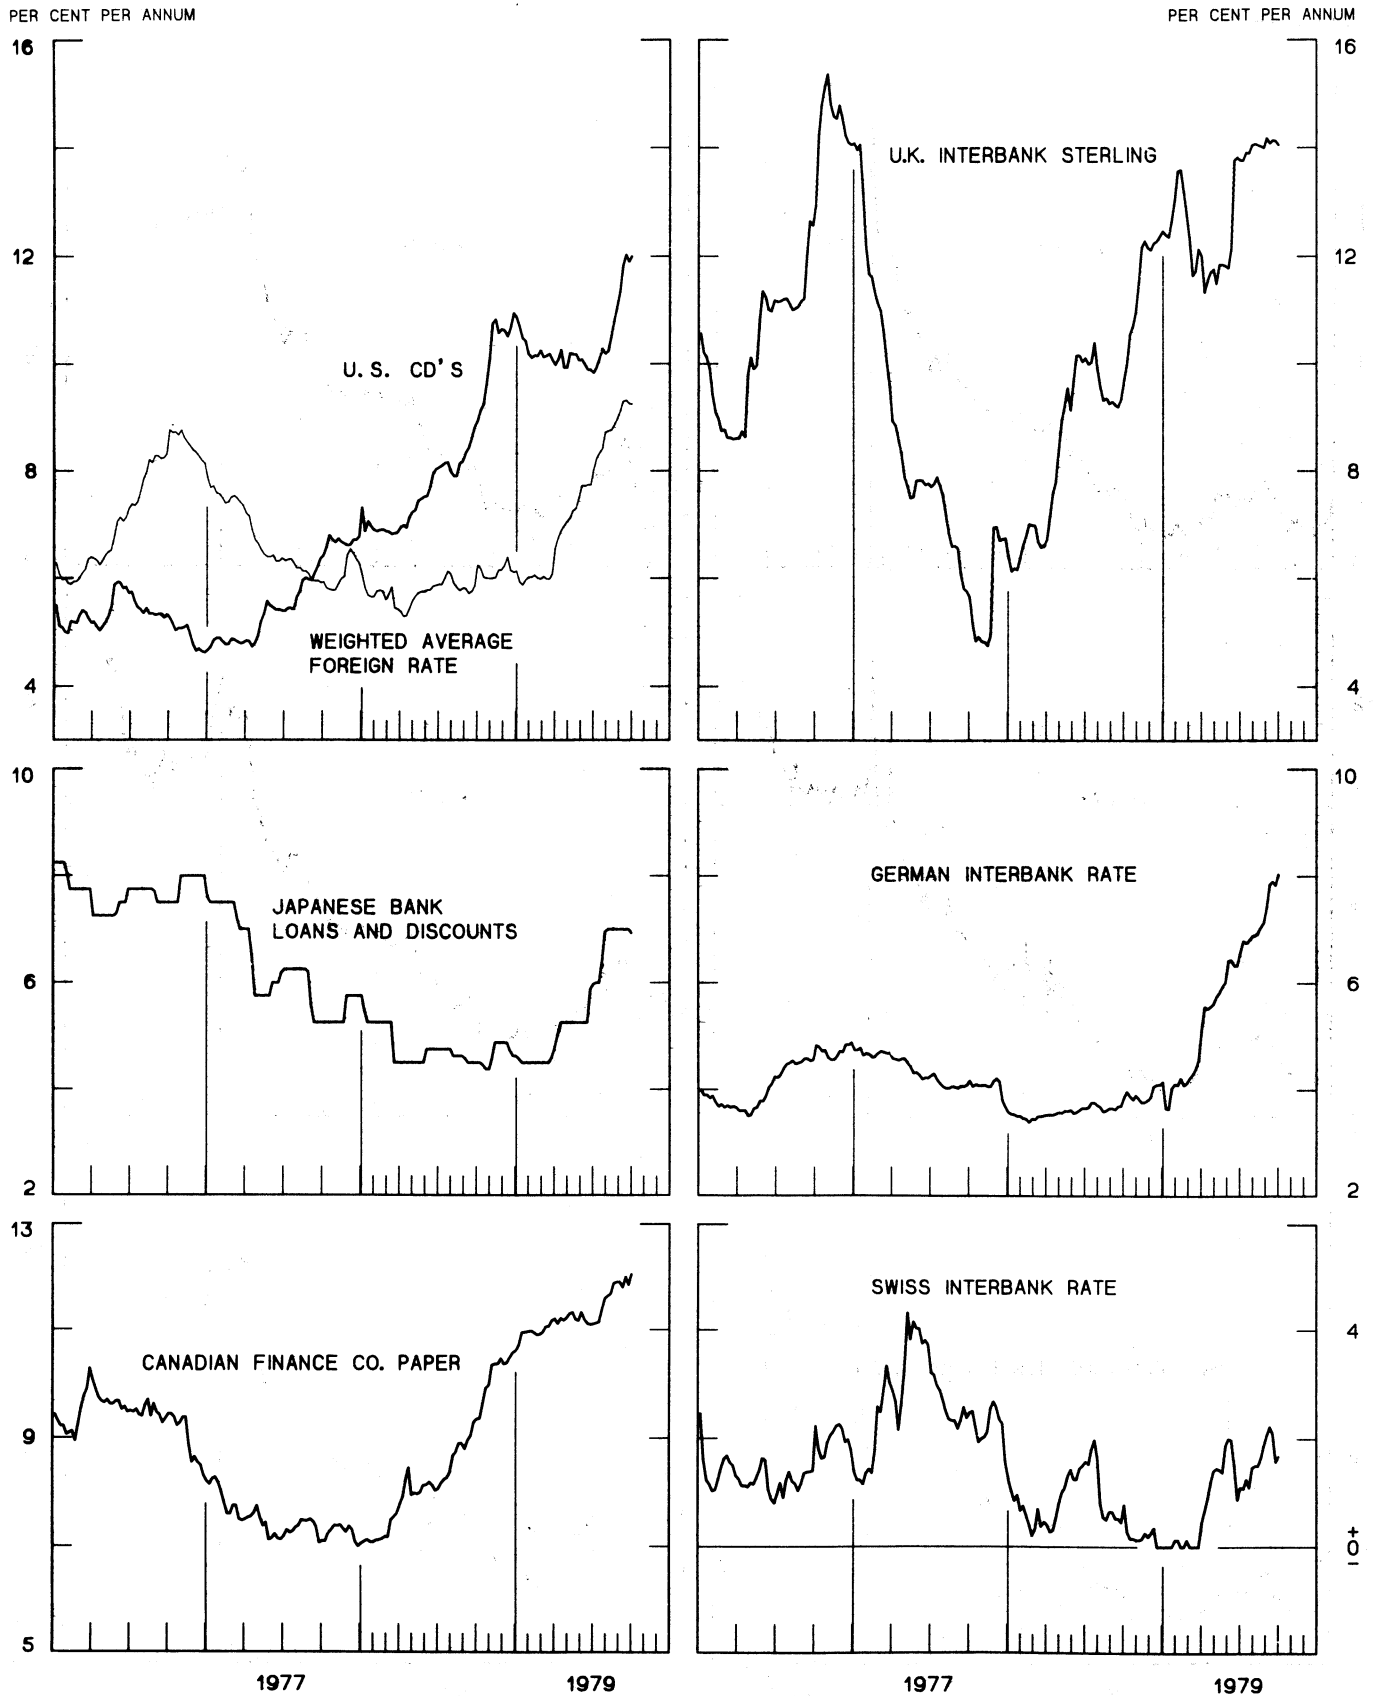 PER CENT PER ANNUM
PER CENT PER ANNUM
16
12
8
4
U.S. CD'S
WEIGHTED AVERAGE
FOREIGN RATE
U.K. INTERBANK STERLING
16
12
8
4
10
6
2
JAPANESE BANK
LOANS AND DISCOUNTS
GERMAN INTERBANK RATE
10
6
2
13
9
5
CANADIAN FINANCE CO. PAPER
SWISS INTERBANK RATE
4
+
0
−
1977
1979
1977
1979